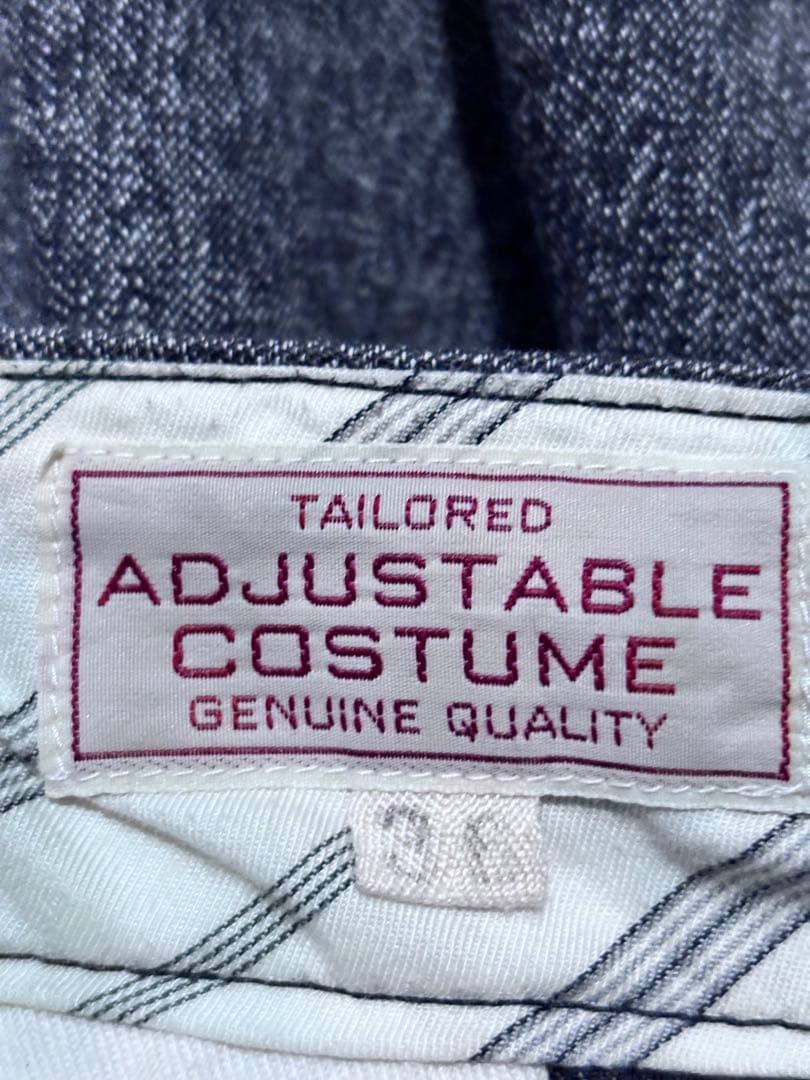 TAILORED
ADJUSTABLE
COSTUME
GENUINE QUALITY